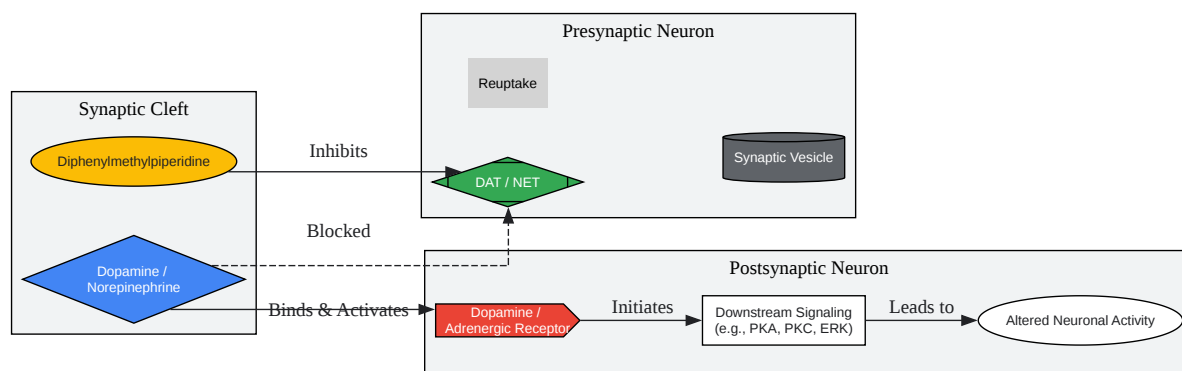 Presynaptic Neuron
Reuptake
Synaptic Cleft
Diphenylmethylpiperidine
Inhibits
DAT / NET
Synaptic Vesicle
Blocked
Dopamine /
Norepinephrine
Binds & Activates
Postsynaptic Neuron
Dopamine /
Adrenergic Receptor
Initiates
Downstream Signaling
(e.g., PKA, PKC, ERK)
Leads to
Altered Neuronal Activity